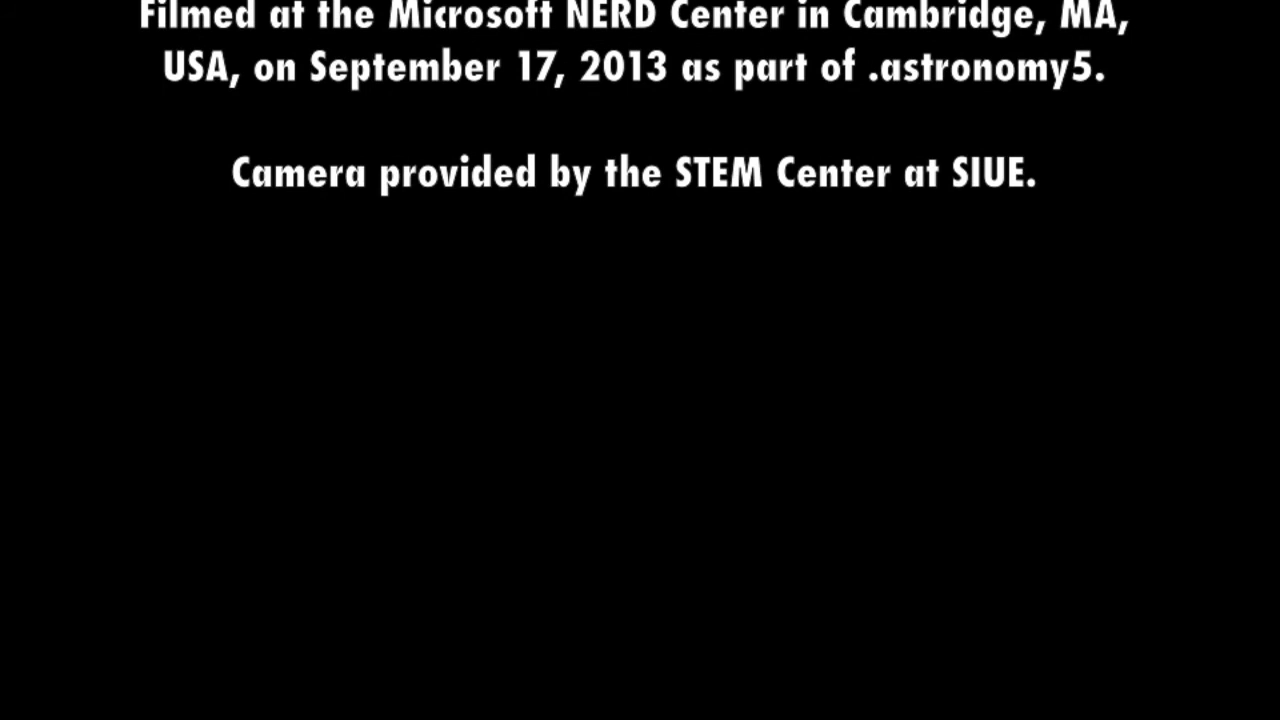 Filmed at the Microsoft NERD Center in Cambridge, MA,
USA, on September 17, 2013 as part of .astronomy5.
Camera provided by the STEM Center at SIUE.